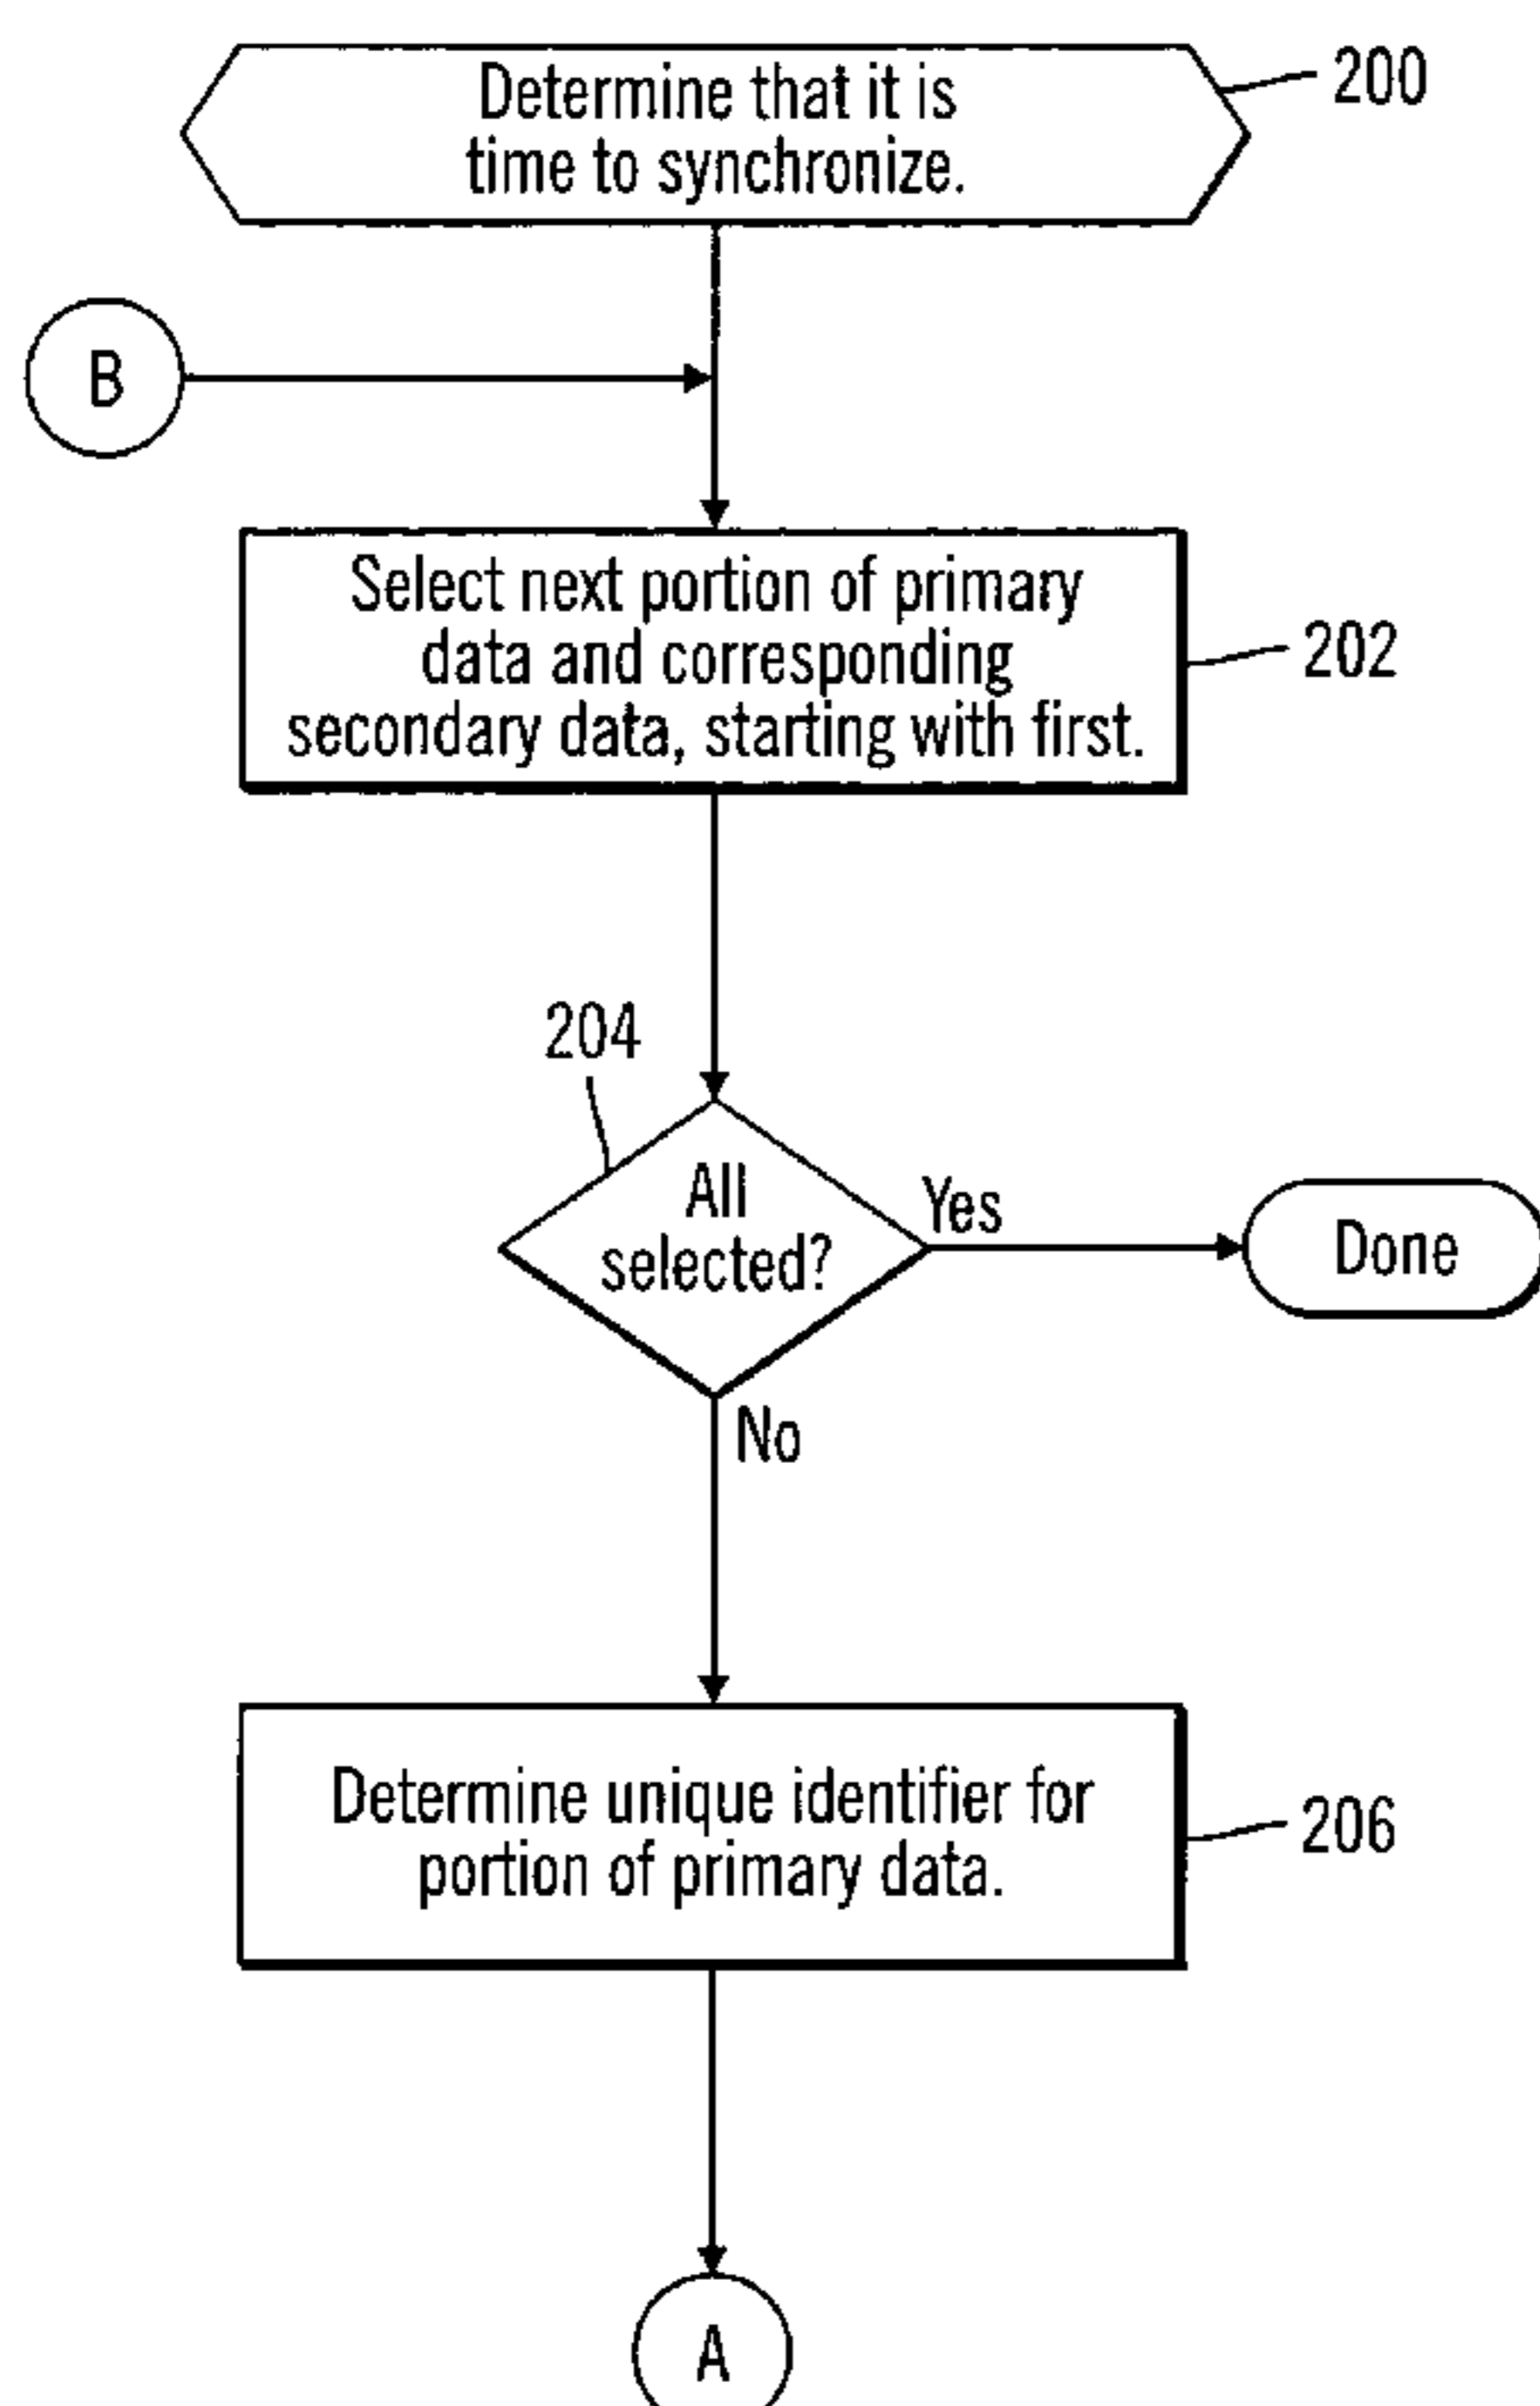 Determine that it is
time to synchronize.
200
B
Select next portion of primary
data and corresponding
secondary data, starting with first.
202
204
All
selected?
Yes
Done
No
Determine unique identifier for
portion of primary data.
206
A